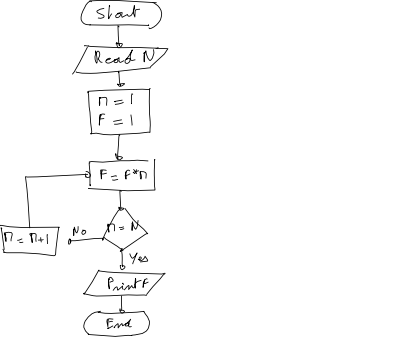 Start
Read N
n = 1
F = 1
F = F*n
n = N
No
n = n+1
Yes
Print F
End